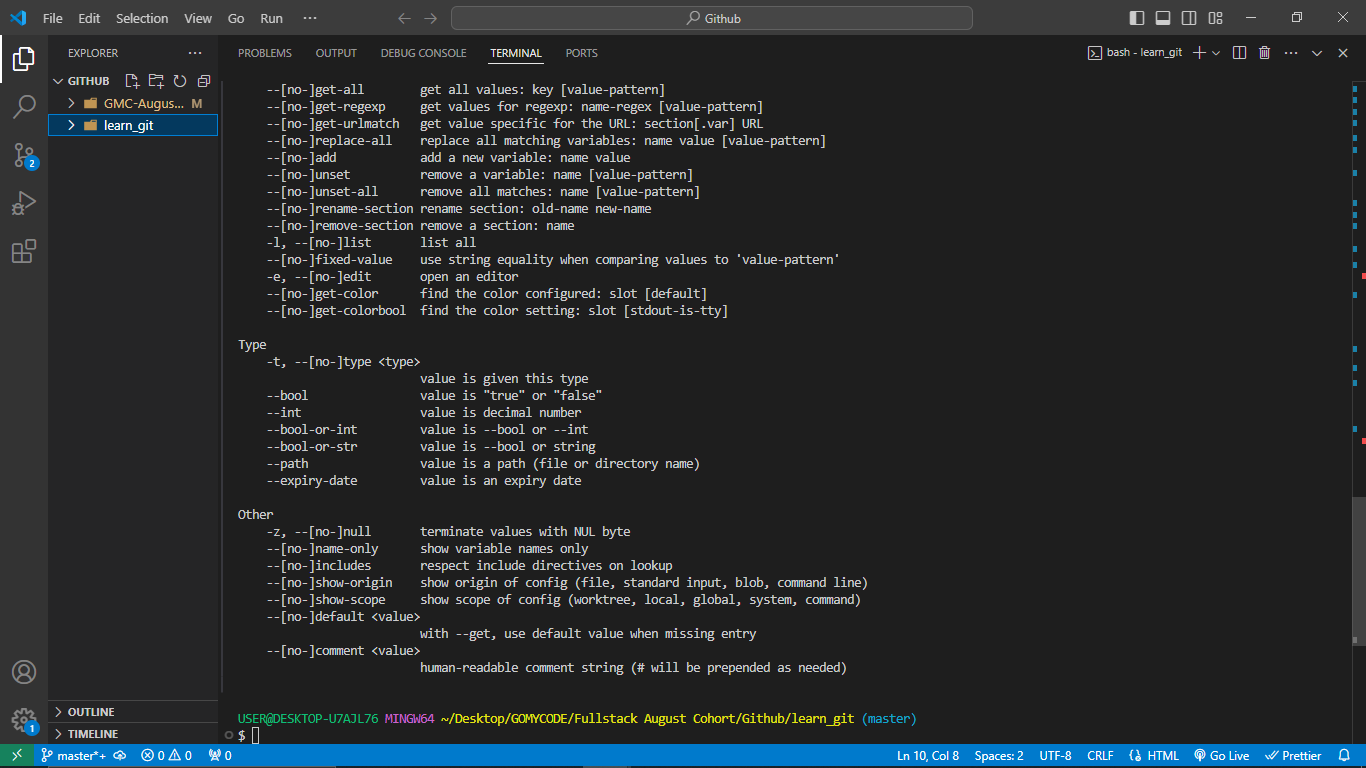 File Edit Selection View Go Run ··· Github
EXPLORER ···
GITHUB
GMC-Augus... M
learn_git
OUTLINE
TIMELINE
2
1
PROBLEMS OUTPUT DEBUG CONSOLE TERMINAL PORTS bash - learn_git
--[no-]get-all get all values: key [value-pattern]
--[no-]get-regexp get values for regexp: name-regex [value-pattern]
--[no-]get-urlmatch get value specific for the URL: section[.var] URL
--[no-]replace-all replace all matching variables: name value [value-pattern]
--[no-]add add a new variable: name value
--[no-]unset remove a variable: name [value-pattern]
--[no-]unset-all remove all matches: name [value-pattern]
--[no-]rename-section rename section: old-name new-name
--[no-]remove-section remove a section: name
-l, --[no-]list list all
--[no-]fixed-value use string equality when comparing values to 'value-pattern'
-e, --[no-]edit open an editor
--[no-]get-color find the color configured: slot [default]
--[no-]get-colorbool find the color setting: slot [stdout-is-tty]
Type
-t, --[no-]type <type>
value is given this type
--bool value is "true" or "false"
--int value is decimal number
--bool-or-int value is --bool or --int
--bool-or-str value is --bool or string
--path value is a path (file or directory name)
--expiry-date value is an expiry date
Other
-z, --[no-]null terminate values with NUL byte
--[no-]name-only show variable names only
--[no-]includes respect include directives on lookup
--[no-]show-origin show origin of config (file, standard input, blob, command line)
--[no-]show-scope show scope of config (worktree, local, global, system, command)
--[no-]default <value>
with --get, use default value when missing entry
--[no-]comment <value>
human-readable comment string (# will be prepended as needed)
USER@DESKTOP-U7AJL76 MINGW64 ~/Desktop/GOMYCODE/Fullstack August Cohort/Github/learn_git (master)
$
master*+ 0 0 0 Ln 10, Col 8 Spaces: 2 UTF-8 CRLF HTML Go Live Prettier